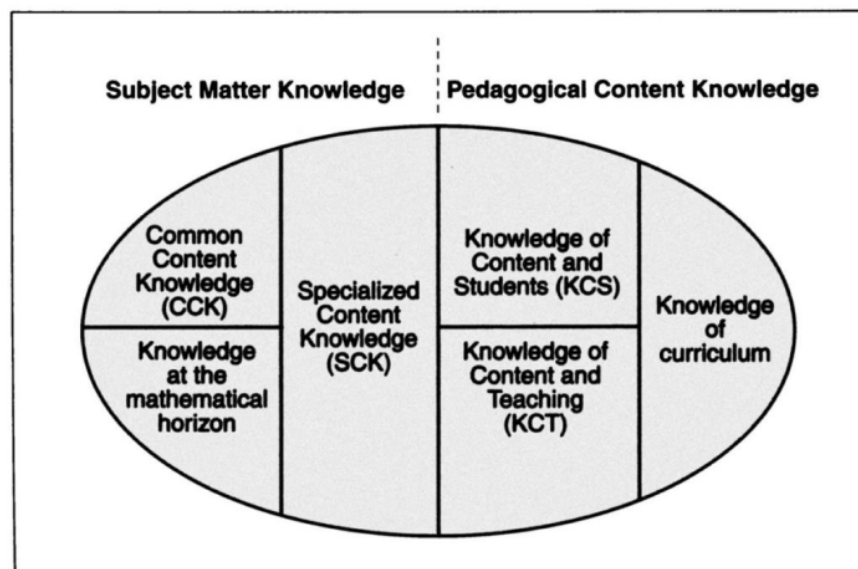 Subject Matter Knowledge
Pedagogical Content Knowledge
Common
Content
Knowledge
(CCK)
Knowledge
at the
mathematical
horizon
Specialized
Content
Knowledge
(SCK)
Knowledge of
Content and
Students (KCS)
Knowledge of
Content and
Teaching
(KCT)
Knowledge
of
curriculum